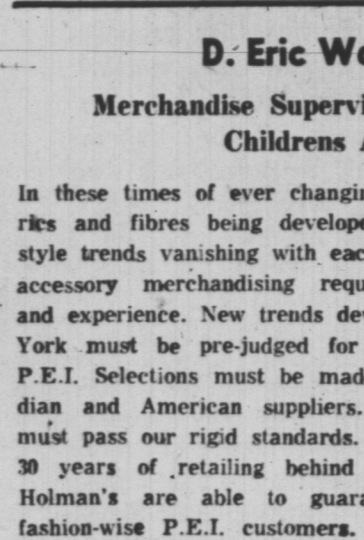 D. Eric We
Merchandise Supervi
Childrens A
In these times of ever changin
rics and fibres being develope
style trends vanishing with eac
accessory merchandising requ
and experience. New trends dev
York must be pre-judged for
P.E.I. Selections must be mad
dian and American suppliers.
must pass our rigid standards.
30 years of retailing behind
Holman's are able to guara
fashion-wise P.E.I. customers.